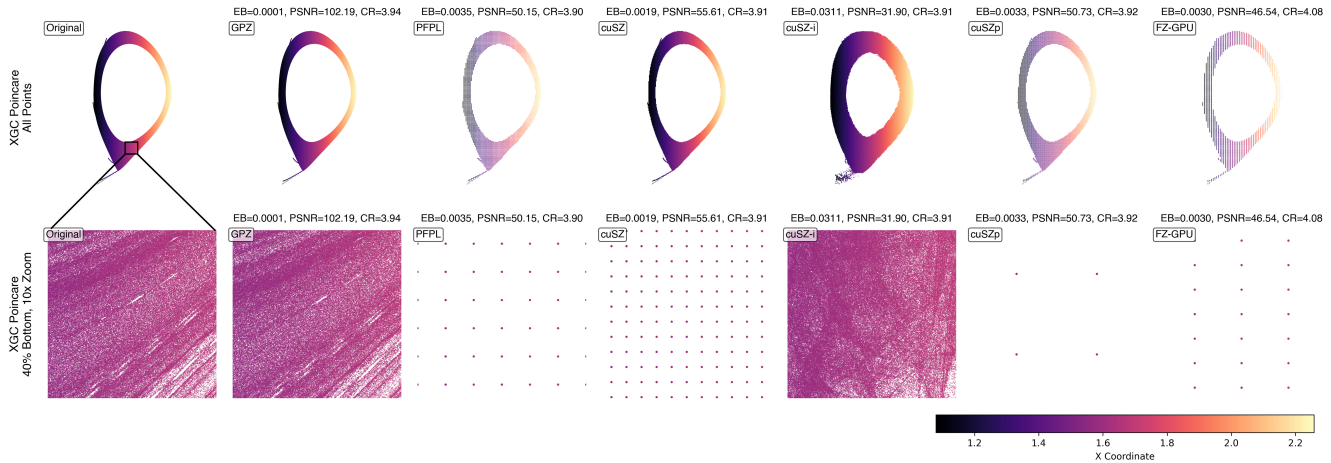 EB=0.0001, PSNR=102.19, CR=3.94
EB=0.0035, PSNR=50.15, CR=3.90
EB=0.0019, PSNR=55.61, CR=3.91
EB=0.0311, PSNR=31.90, CR=3.91
EB=0.0033, PSNR=50.73, CR=3.92
EB=0.0030, PSNR=46.54, CR=4.08
Original
GPZ
PFPL
cuSZ
cuSZ-i
cuSZp
FZ-GPU
XGC Poincare
All Points
EB=0.0001, PSNR=102.19, CR=3.94
EB=0.0035, PSNR=50.15, CR=3.90
EB=0.0019, PSNR=55.61, CR=3.91
EB=0.0311, PSNR=31.90, CR=3.91
EB=0.0033, PSNR=50.73, CR=3.92
EB=0.0030, PSNR=46.54, CR=4.08
Original
GPZ
PFPL
cuSZ
cuSZ-i
cuSZp
FZ-GPU
XGC Poincare
40% Bottom, 10x Zoom
1.2 1.4 1.6 1.8 2.0 2.2
X Coordinate